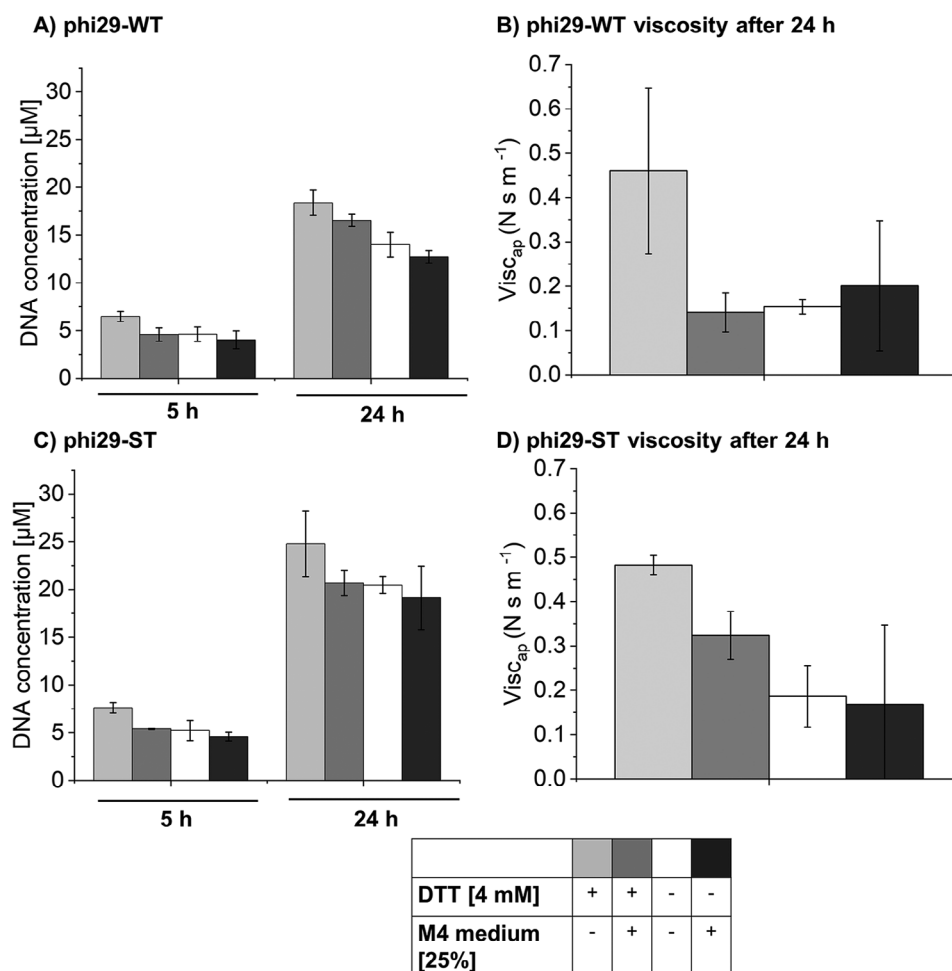 A) phi29-WT
DNA concentration [µM]
30
25
20
15
10
5
0
5 h
24 h
B) phi29-WT viscosity after 24 h
Visc_ap (N s m⁻¹)
0.7
0.6
0.5
0.4
0.3
0.2
0.1
0.0
C) phi29-ST
DNA concentration [µM]
30
25
20
15
10
5
0
5 h
24 h
D) phi29-ST viscosity after 24 h
Visc_ap (N s m⁻¹)
0.7
0.6
0.5
0.4
0.3
0.2
0.1
0.0
DTT [4 mM] + + - -
M4 medium - + - +
[25%]